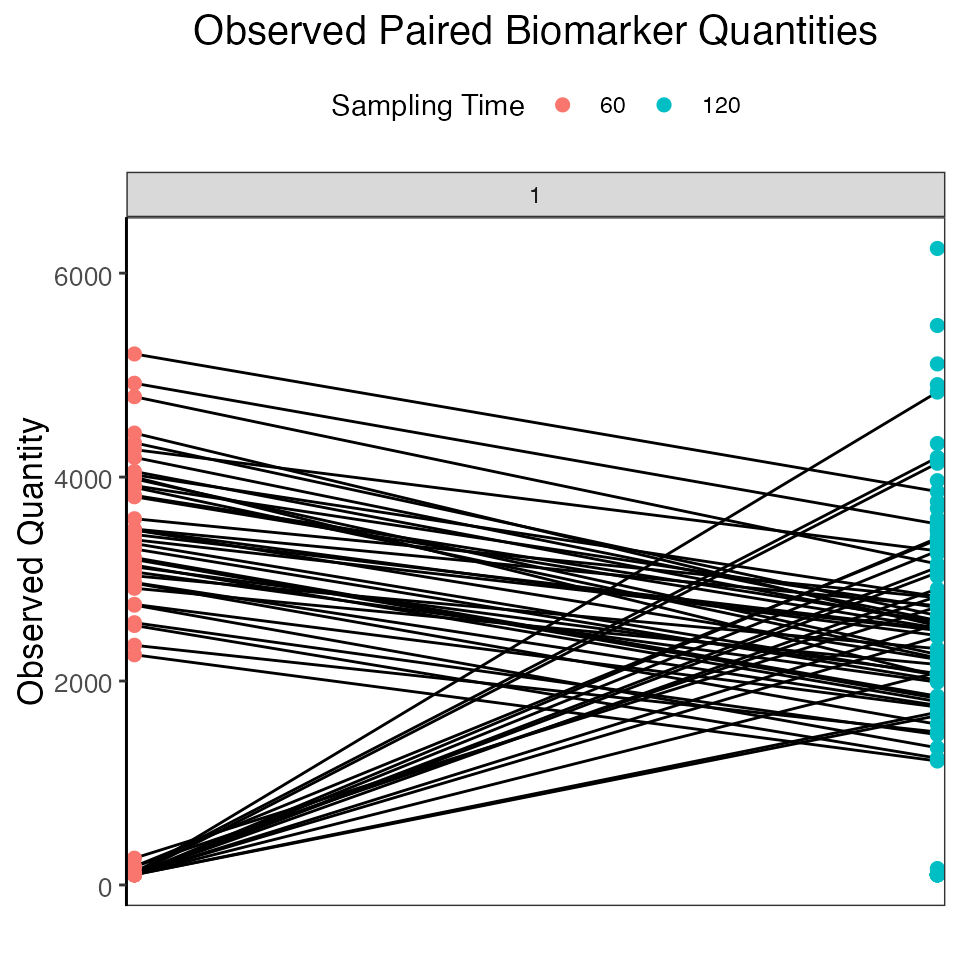 Observed Paired Biomarker Quantities
Sampling Time 60 120
1
Observed Quantity
6000
4000
2000
0